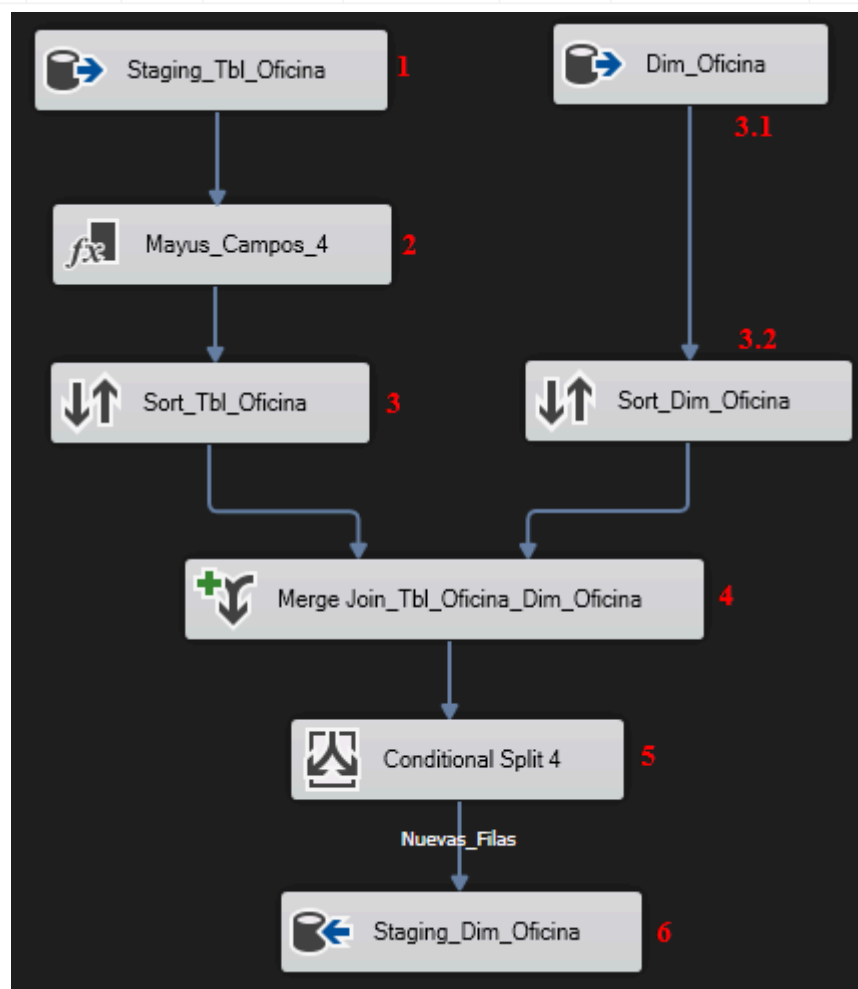 Staging_Tbl_Oficina 1
Dim_Oficina
3.1
Mayus_Campos_4 2
3.2
Sort_Tbl_Oficina 3
Sort_Dim_Oficina
Merge Join_Tbl_Oficina_Dim_Oficina 4
Conditional Split 4 5
Nuevas_Filas
Staging_Dim_Oficina 6